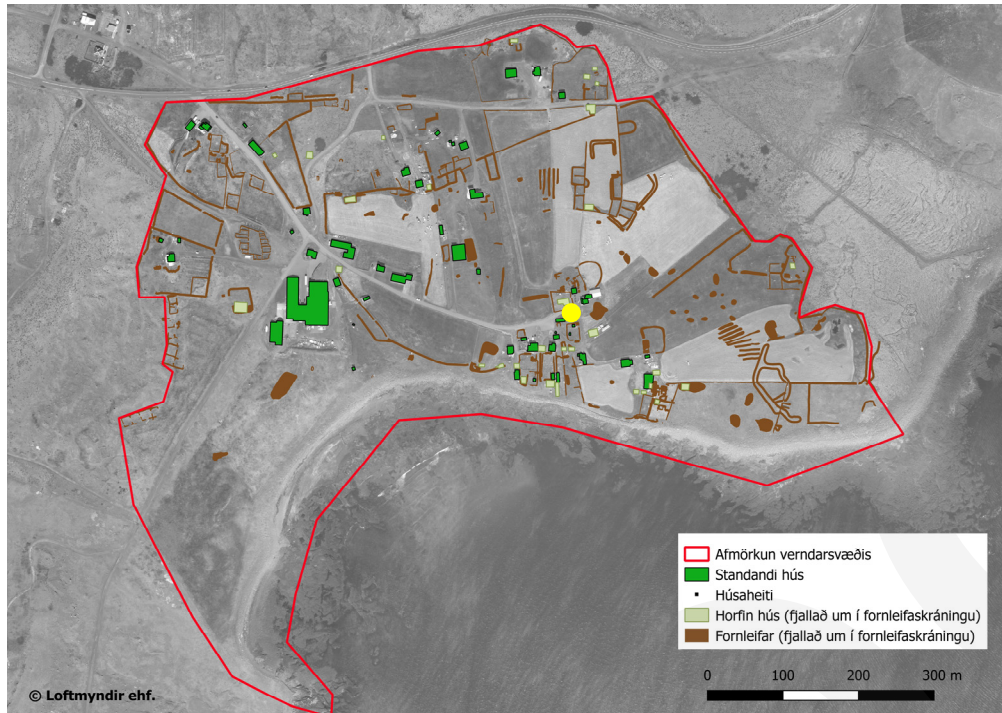 Afmörkun verndarsvæðis
Standandi hús
Húsaheiti
Horfin hús (fjallað um í fornleifaskráningu)
Fornleifar (fjallað um í fornleifaskráningu)
0 100 200 300 m
© Loftmyndir ehf.